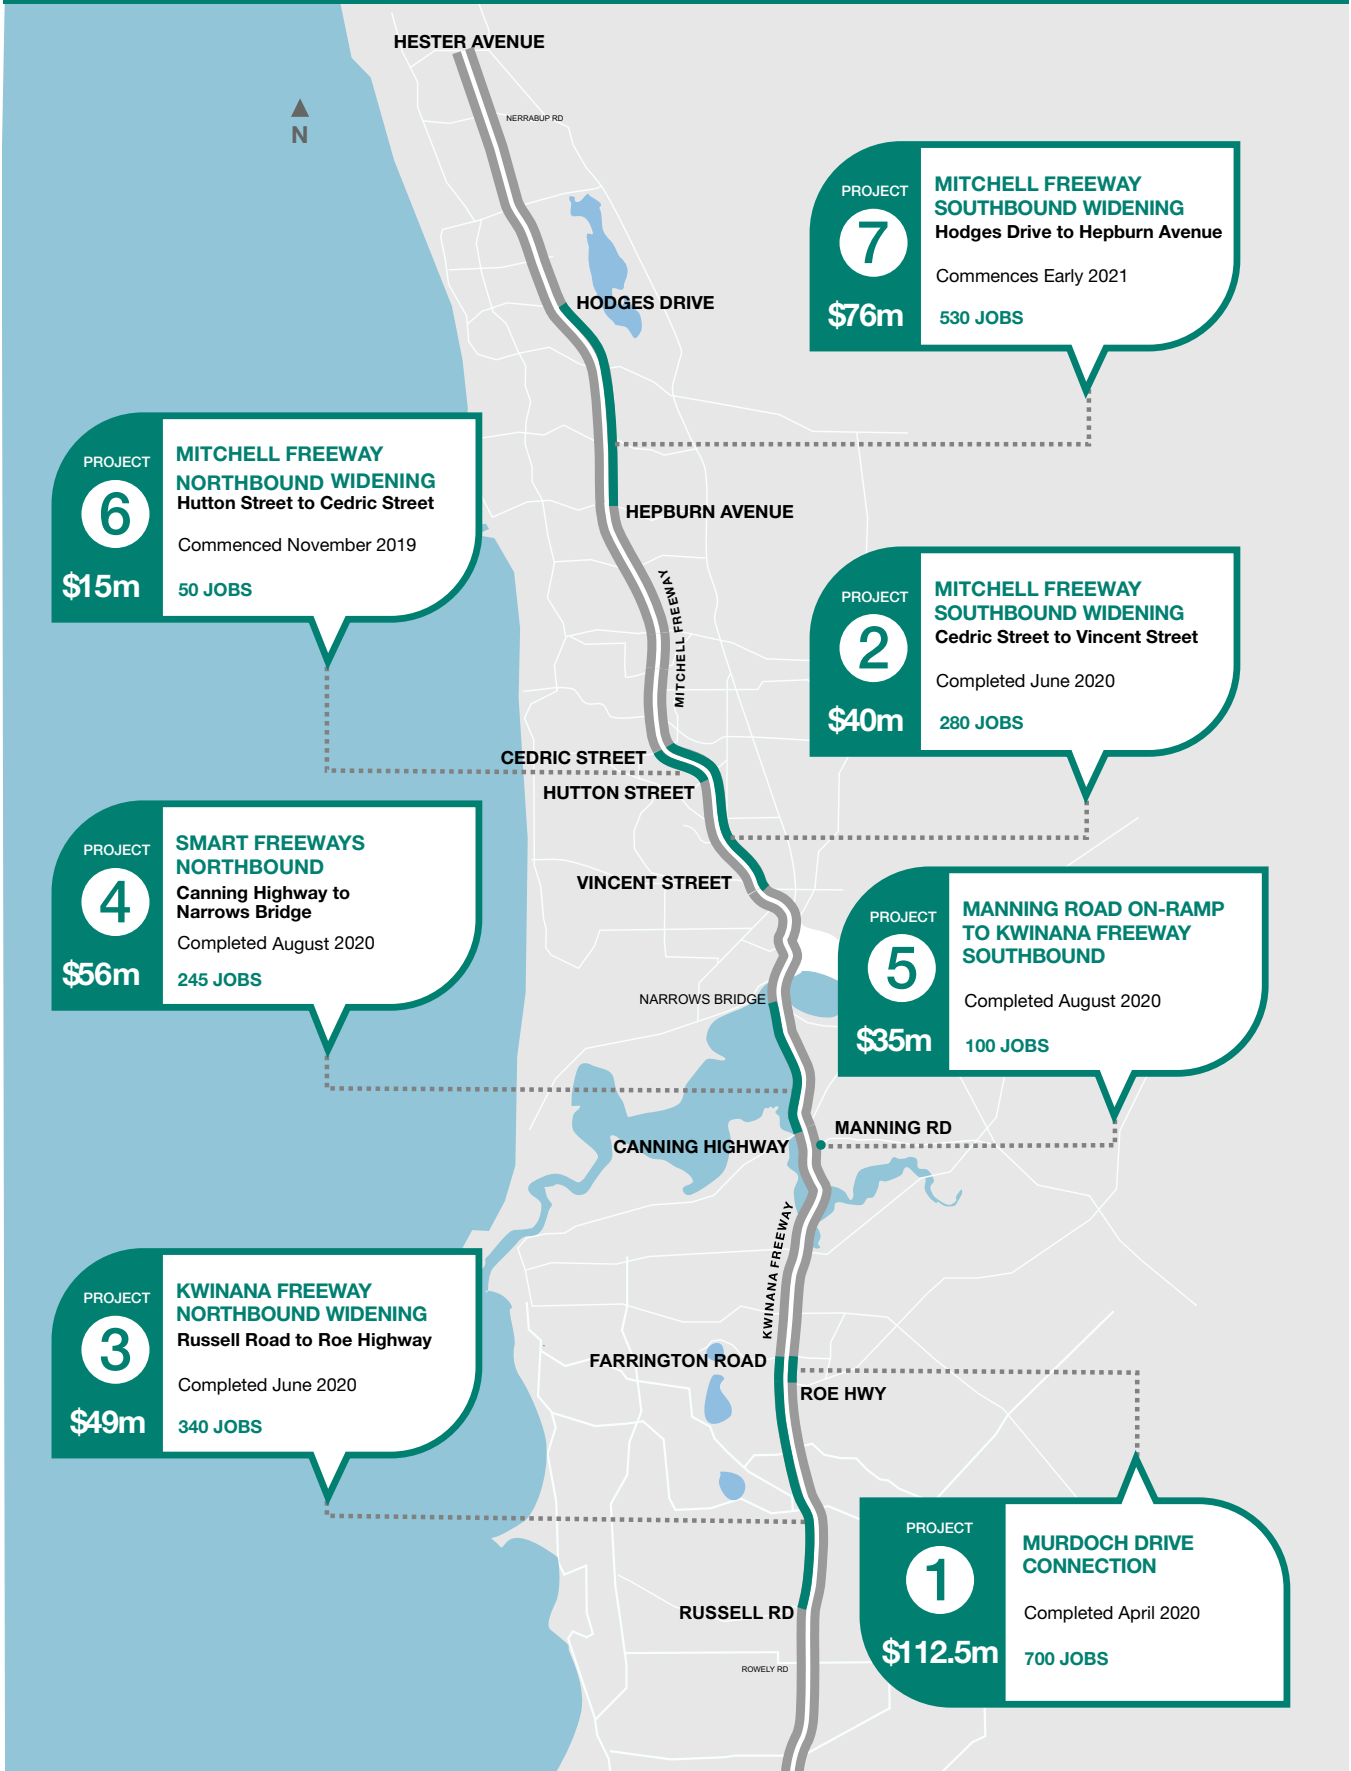 HESTER AVENUE
N
NERRABUP RD
PROJECT
7
$76m
MITCHELL FREEWAY
SOUTHBOUND WIDENING
Hodges Drive to Hepburn Avenue
Commences Early 2021
530 JOBS
HODGES DRIVE
PROJECT
6
$15m
MITCHELL FREEWAY
NORTHBOUND WIDENING
Hutton Street to Cedric Street
Commenced November 2019
50 JOBS
HEPBURN AVENUE
MITCHELL FREEWAY
PROJECT
2
$40m
MITCHELL FREEWAY
SOUTHBOUND WIDENING
Cedric Street to Vincent Street
Completed June 2020
280 JOBS
CEDRIC STREET
HUTTON STREET
PROJECT
4
$56m
SMART FREEWAYS
NORTHBOUND
Canning Highway to
Narrows Bridge
Completed August 2020
245 JOBS
VINCENT STREET
PROJECT
5
$35m
MANNING ROAD ON-RAMP
TO KWINANA FREEWAY
SOUTHBOUND
Completed August 2020
100 JOBS
NARROWS BRIDGE
MANNING RD
CANNING HIGHWAY
KWINANA FREEWAY
PROJECT
3
$49m
KWINANA FREEWAY
NORTHBOUND WIDENING
Russell Road to Roe Highway
Completed June 2020
340 JOBS
FARRINGTON ROAD
ROE HWY
PROJECT
1
$112.5m
MURDOCH DRIVE
CONNECTION
Completed April 2020
700 JOBS
RUSSELL RD
ROWELY RD